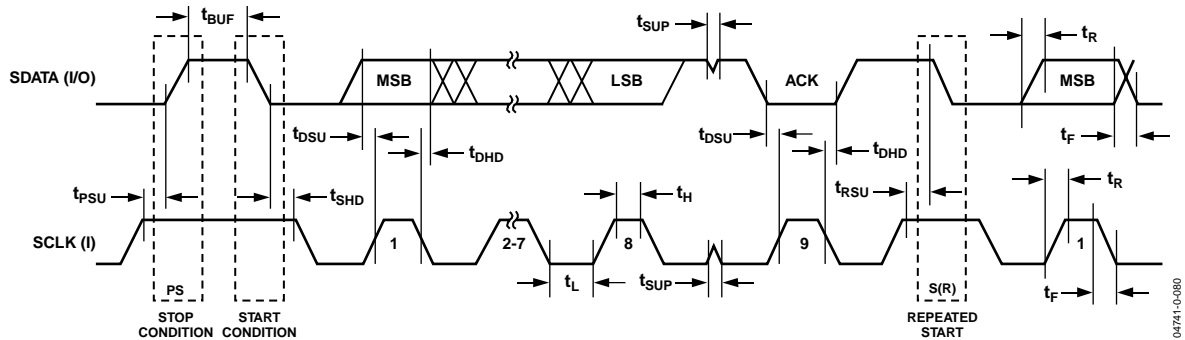 tBUF
tSUP
tR
SDATA (I/O)
MSB
LSB
ACK
MSB
tDSU
tDHD
tDSU
tDHD
tF
tPSU
tSHD
tH
tRSU
tR
SCLK (I)
1
2-7
8
9
1
tL
tSUP
tF
PS
S(R)
STOP
CONDITION
START
CONDITION
REPEATED
START
04741-0-080